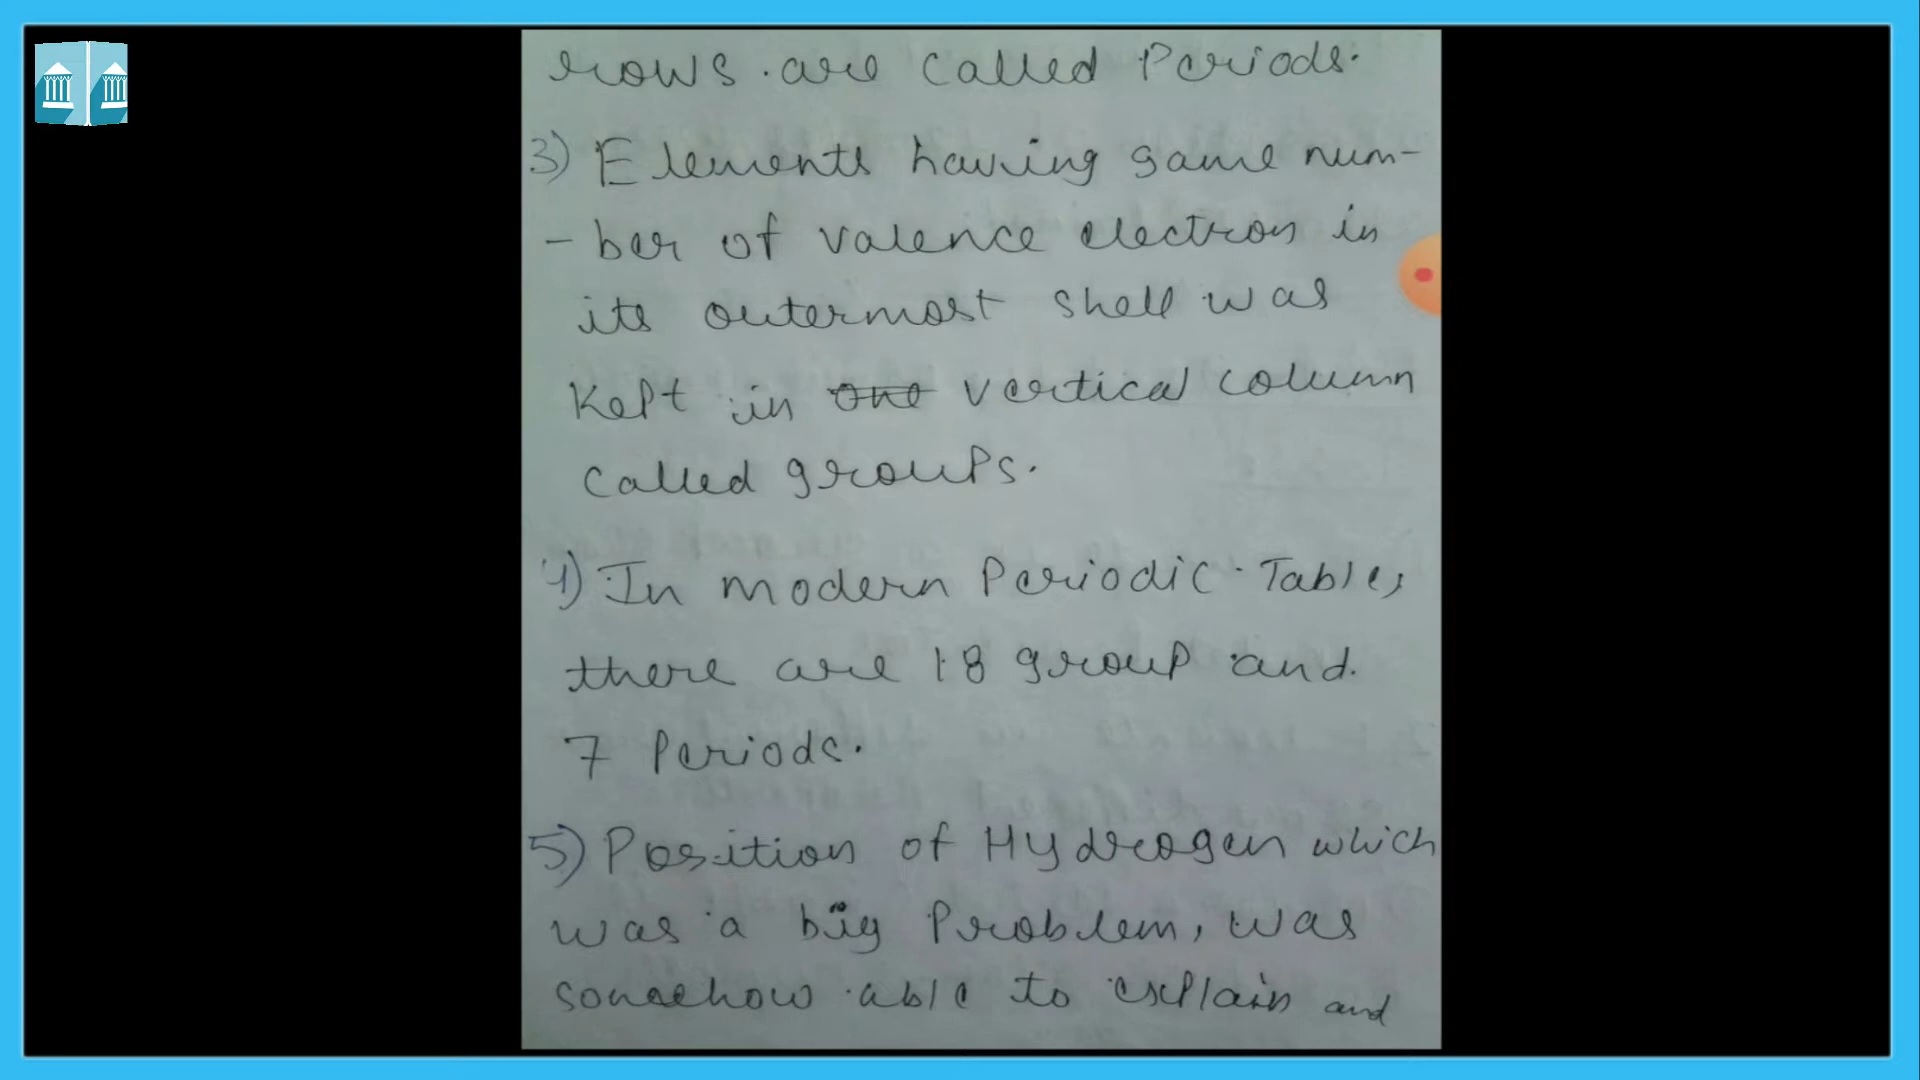 rows are called Periods.
3) Elements having same num-
- ber of valence electron in
its outermost shell was
Kept in one vertical column
called groups.
4) In modern Periodic Table,
there are 18 group and
7 Periods.
5) Position of Hydrogen which
was a big Problem, was
somehow able to explain and